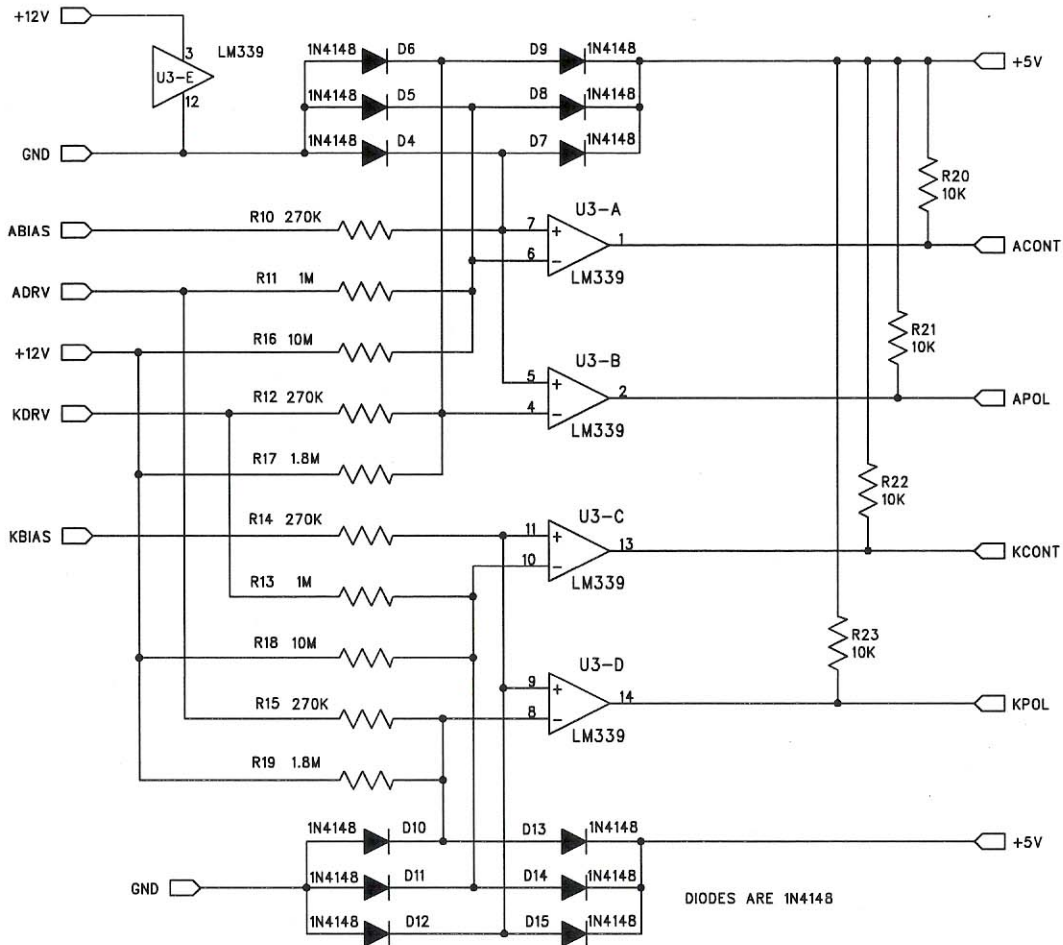 +12V
3
LM339
U3-E
12
GND
1N4148 D6 D9 1N4148
+5V
1N4148 D5 D8 1N4148
1N4148 D4 D7 1N4148
R20
10K
U3-A
ABIAS R10 270K 7 +
1
ACONT
6 −
LM339
ADRV R11 1M
R21
10K
+12V R16 10M
U3-B
5 +
2
APOL
KDRV R12 270K 4 −
LM339
R17 1.8M
R22
10K
U3-C
KBIAS R14 270K 11 +
13
KCONT
10 −
LM339
R13 1M
R23
10K
R18 10M
U3-D
9 +
14
KPOL
R15 270K 8 −
LM339
R19 1.8M
1N4148 D10 D13 1N4148
+5V
GND 1N4148 D11 D14 1N4148
DIODES ARE 1N4148
1N4148 D12 D15 1N4148